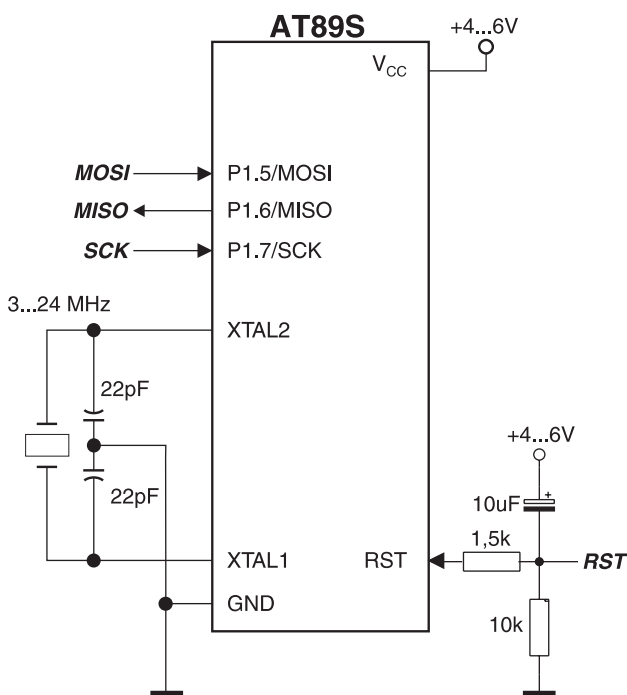 AT89S
+4...6V
VCC
MOSI
P1.5/MOSI
MISO
P1.6/MISO
SCK
P1.7/SCK
3...24 MHz
XTAL2
22pF
22pF
+4...6V
10uF
1,5k
XTAL1
RST
RST
GND
10k